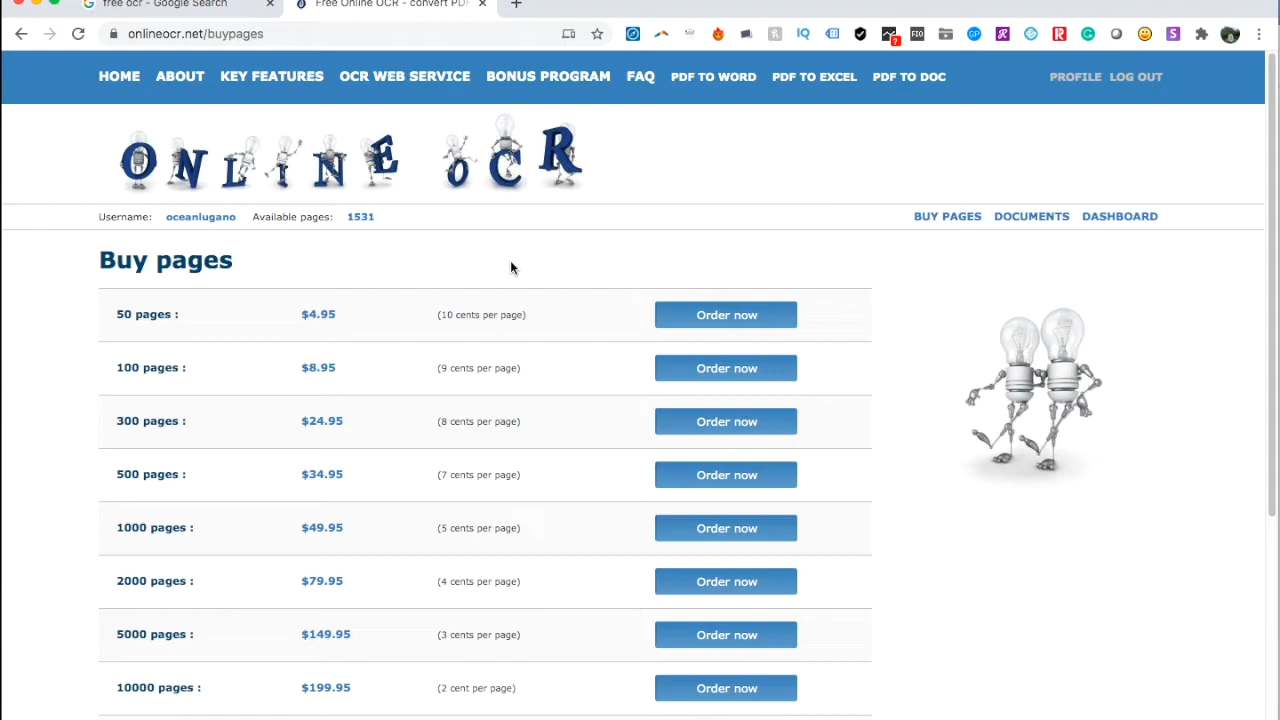 free ocr - Google Search
Free Online OCR - convert PDF
onlineocr.net/buypages
HOME ABOUT KEY FEATURES OCR WEB SERVICE BONUS PROGRAM FAQ PDF TO WORD PDF TO EXCEL PDF TO DOC PROFILE LOG OUT
ONLINE OCR
Username: oceanlugano Available pages: 1531 BUY PAGES DOCUMENTS DASHBOARD
Buy pages
50 pages : $4.95 (10 cents per page) Order now
100 pages : $8.95 (9 cents per page) Order now
300 pages : $24.95 (8 cents per page) Order now
500 pages : $34.95 (7 cents per page) Order now
1000 pages : $49.95 (5 cents per page) Order now
2000 pages : $79.95 (4 cents per page) Order now
5000 pages : $149.95 (3 cents per page) Order now
10000 pages : $199.95 (2 cent per page) Order now